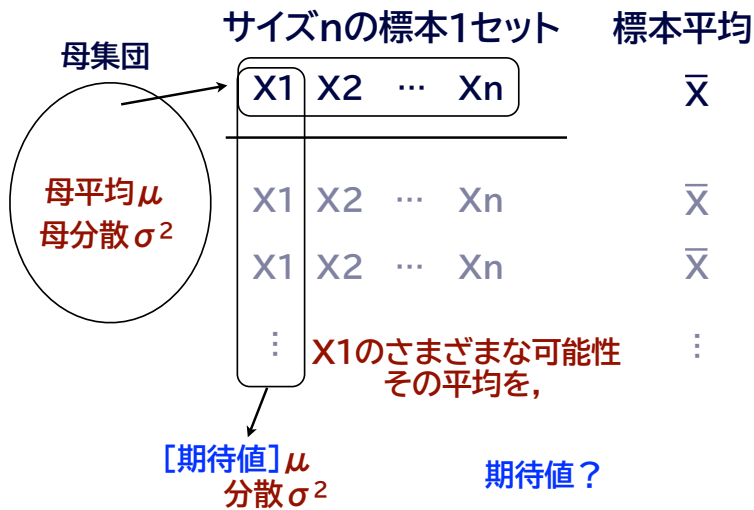 サイズnの標本1セット 標本平均
母集団
X1 X2 … Xn X̅
母平均μ
母分散σ²
X1 X2 … Xn X̅
X1 X2 … Xn X̅
⋮ ⋮
X1のさまざまな可能性
その平均を,
[期待値]μ
分散σ²
期待値？